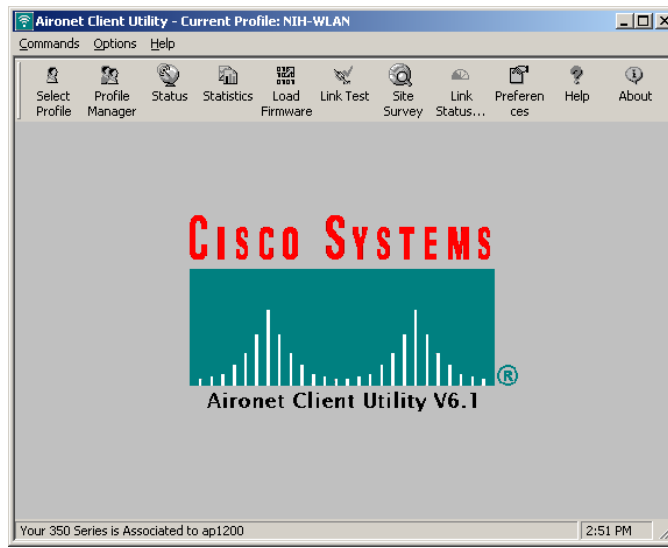 Aironet Client Utility - Current Profile: NIH-WLAN
Commands Options Help
Select Profile
Profile Manager
Status
Statistics
Load Firmware
Link Test
Site Survey
Link Status...
Preferen ces
Help
About
CISCO SYSTEMS
®
Aironet Client Utility V6.1
Your 350 Series is Associated to ap1200
2:51 PM